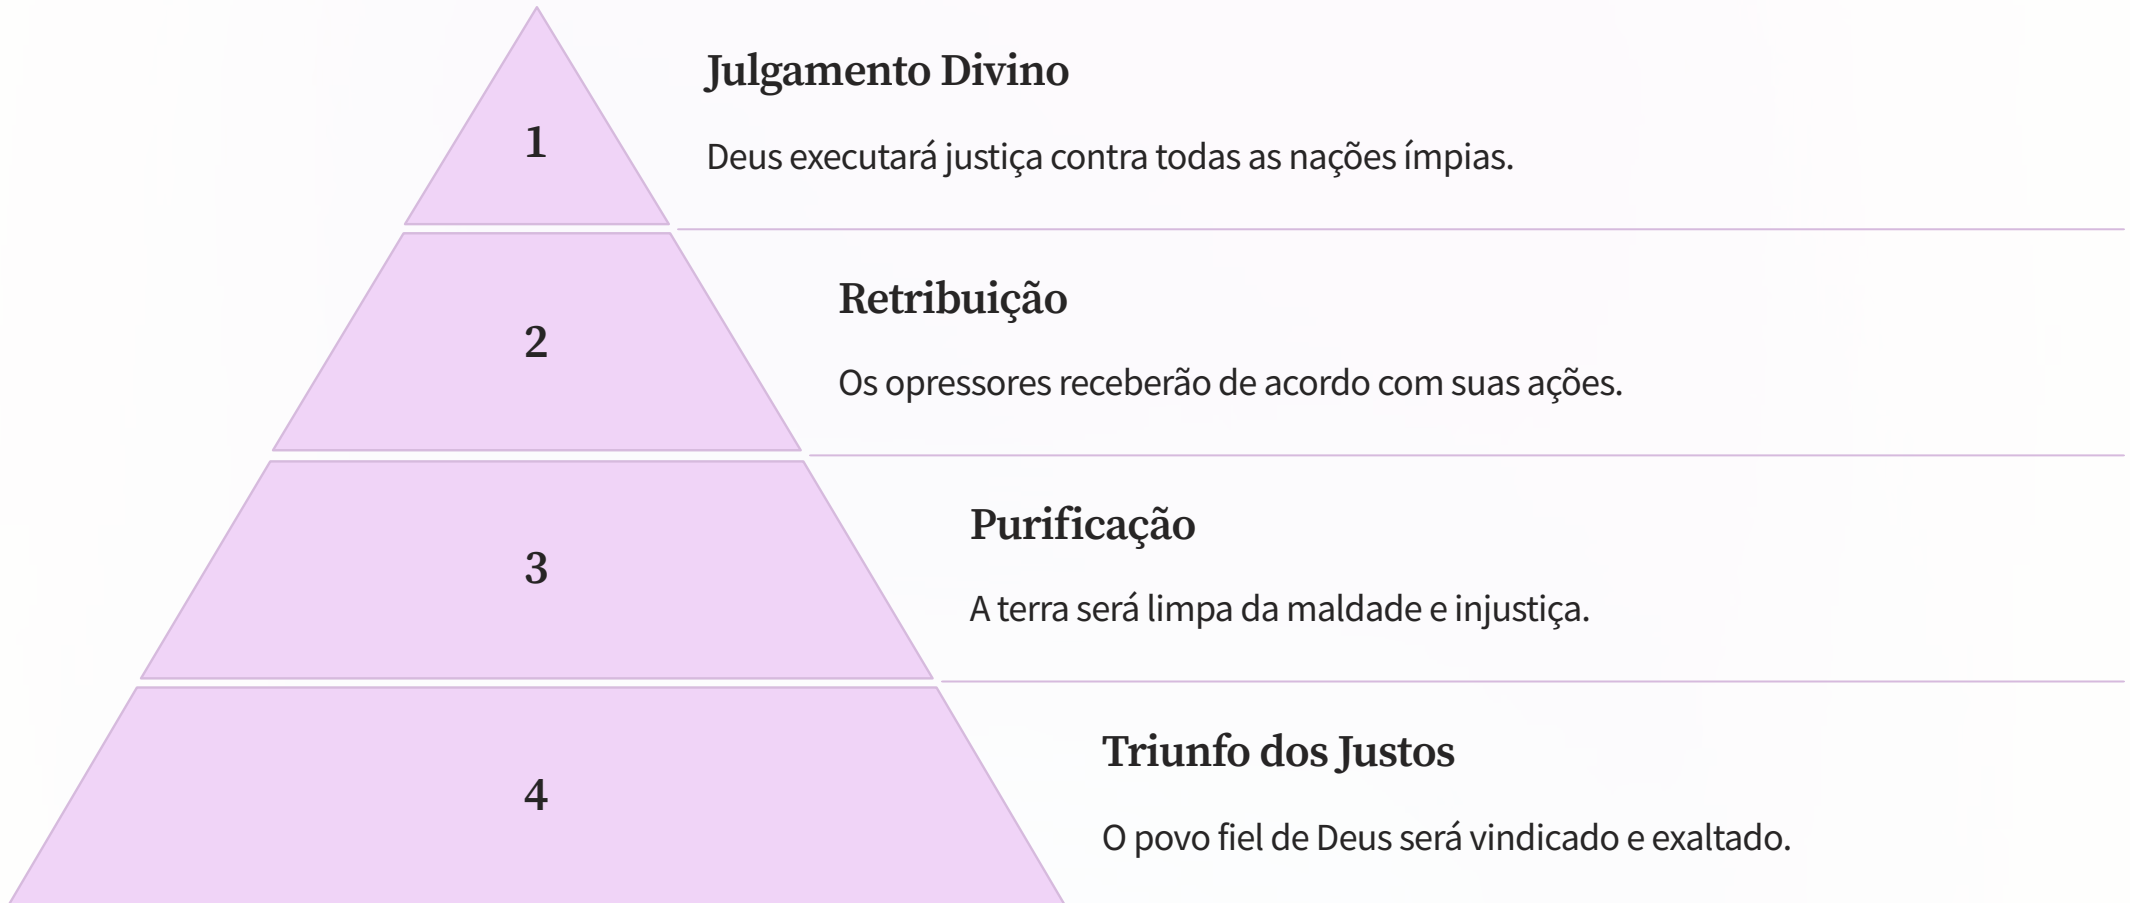 1
Julgamento Divino
Deus executará justiça contra todas as nações ímpias.
2
Retribuição
Os opressores receberão de acordo com suas ações.
3
Purificação
A terra será limpa da maldade e injustiça.
4
Triunfo dos Justos
O povo fiel de Deus será vindicado e exaltado.